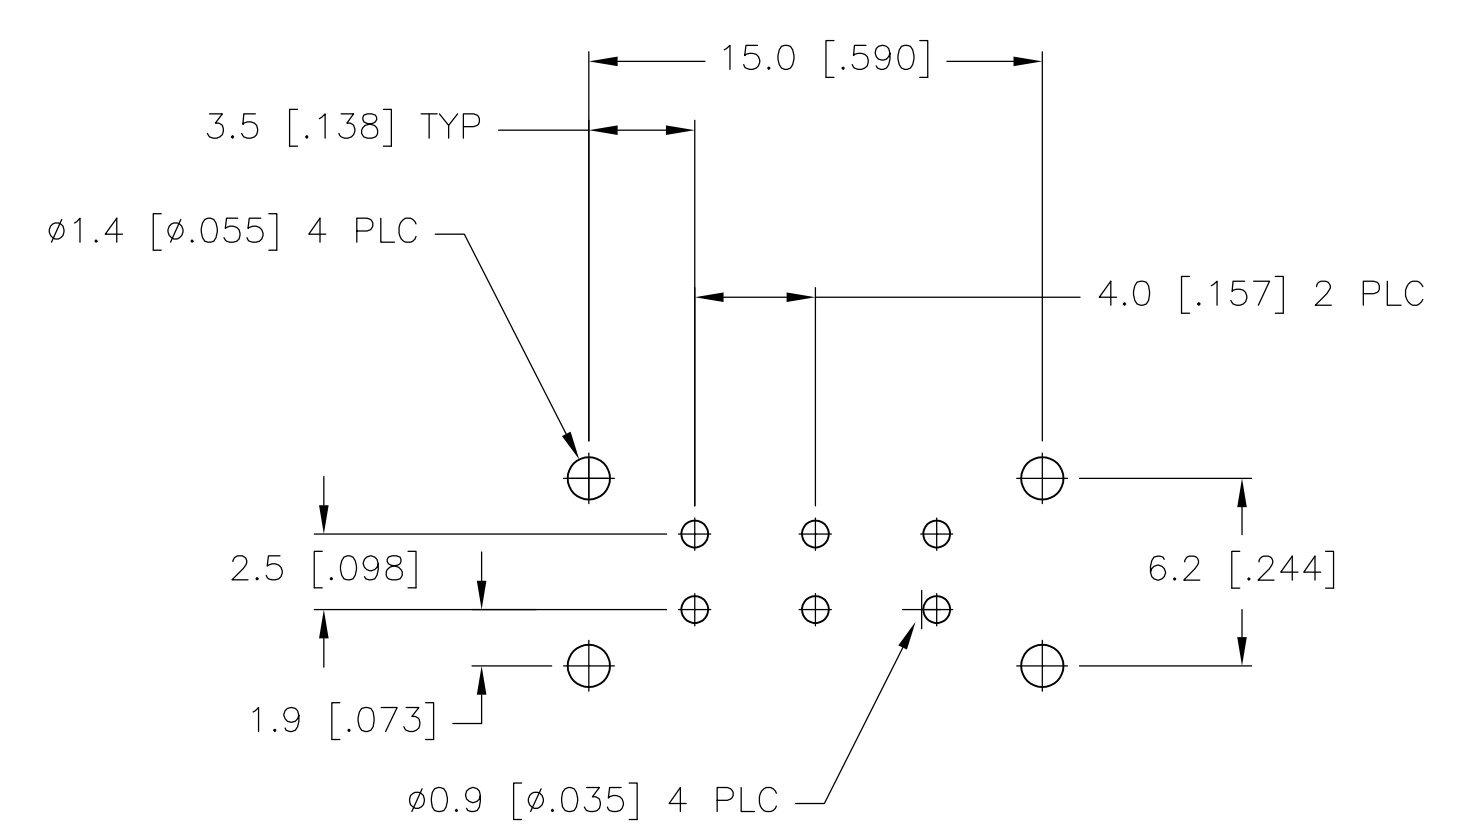 15.0 [.590]
3.5 [.138] TYP
ø1.4 [ø.055] 4 PLC
4.0 [.157] 2 PLC
2.5 [.098]
6.2 [.244]
1.9 [.073]
ø0.9 [ø.035] 4 PLC